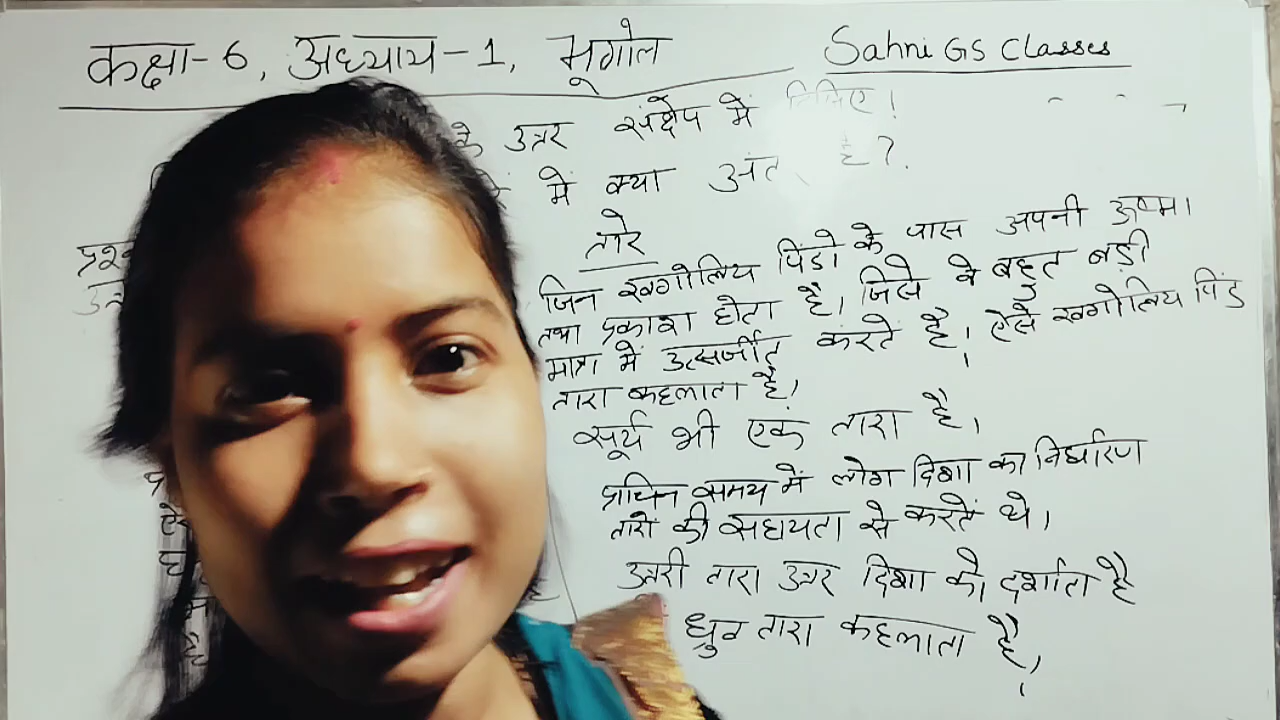 कक्षा-6, अध्याय-1, भूगोल
Sahni GS Classes
के उत्तर संक्षेप में लिखिए।
में क्या अंत है?
तारे
जिन खगोलिय पिंडो के पास अपनी ऊष्मा
तथा प्रकाश होता है, जिसे वे बहुत बड़ी
मात्रा में उत्सर्जीत करते है। ऐसे खगोलिय पिंड
तारा कहलाता है।
सूर्य भी एक तारा है।
प्राचिन समय में लोग दिशा का निर्धारण
तारो की सहायता से करते थे।
उत्तरी तारा उत्तर दिशा को दर्शाता है
ध्रुव तारा कहलाता है।